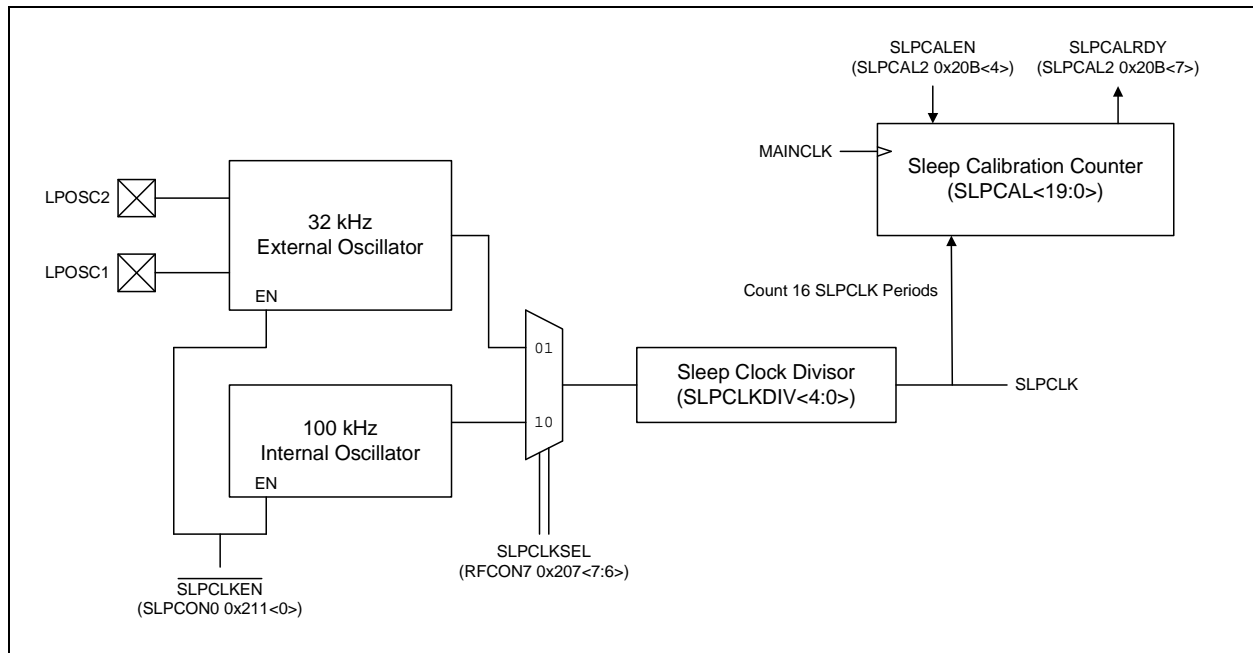 SLPCALEN
(SLPCAL2 0x20B<4>)
SLPCALRDY
(SLPCAL2 0x20B<7>)
MAINCLK
Sleep Calibration Counter
(SLPCAL<19:0>)
LPOSC2
LPOSC1
32 kHz
External Oscillator
EN
Count 16 SLPCLK Periods
01
10
Sleep Clock Divisor
(SLPCLKDIV<4:0>)
SLPCLK
100 kHz
Internal Oscillator
EN
SLPCLKSEL
(RFCON7 0x207<7:6>)
SLPCLKEN
(SLPCON0 0x211<0>)